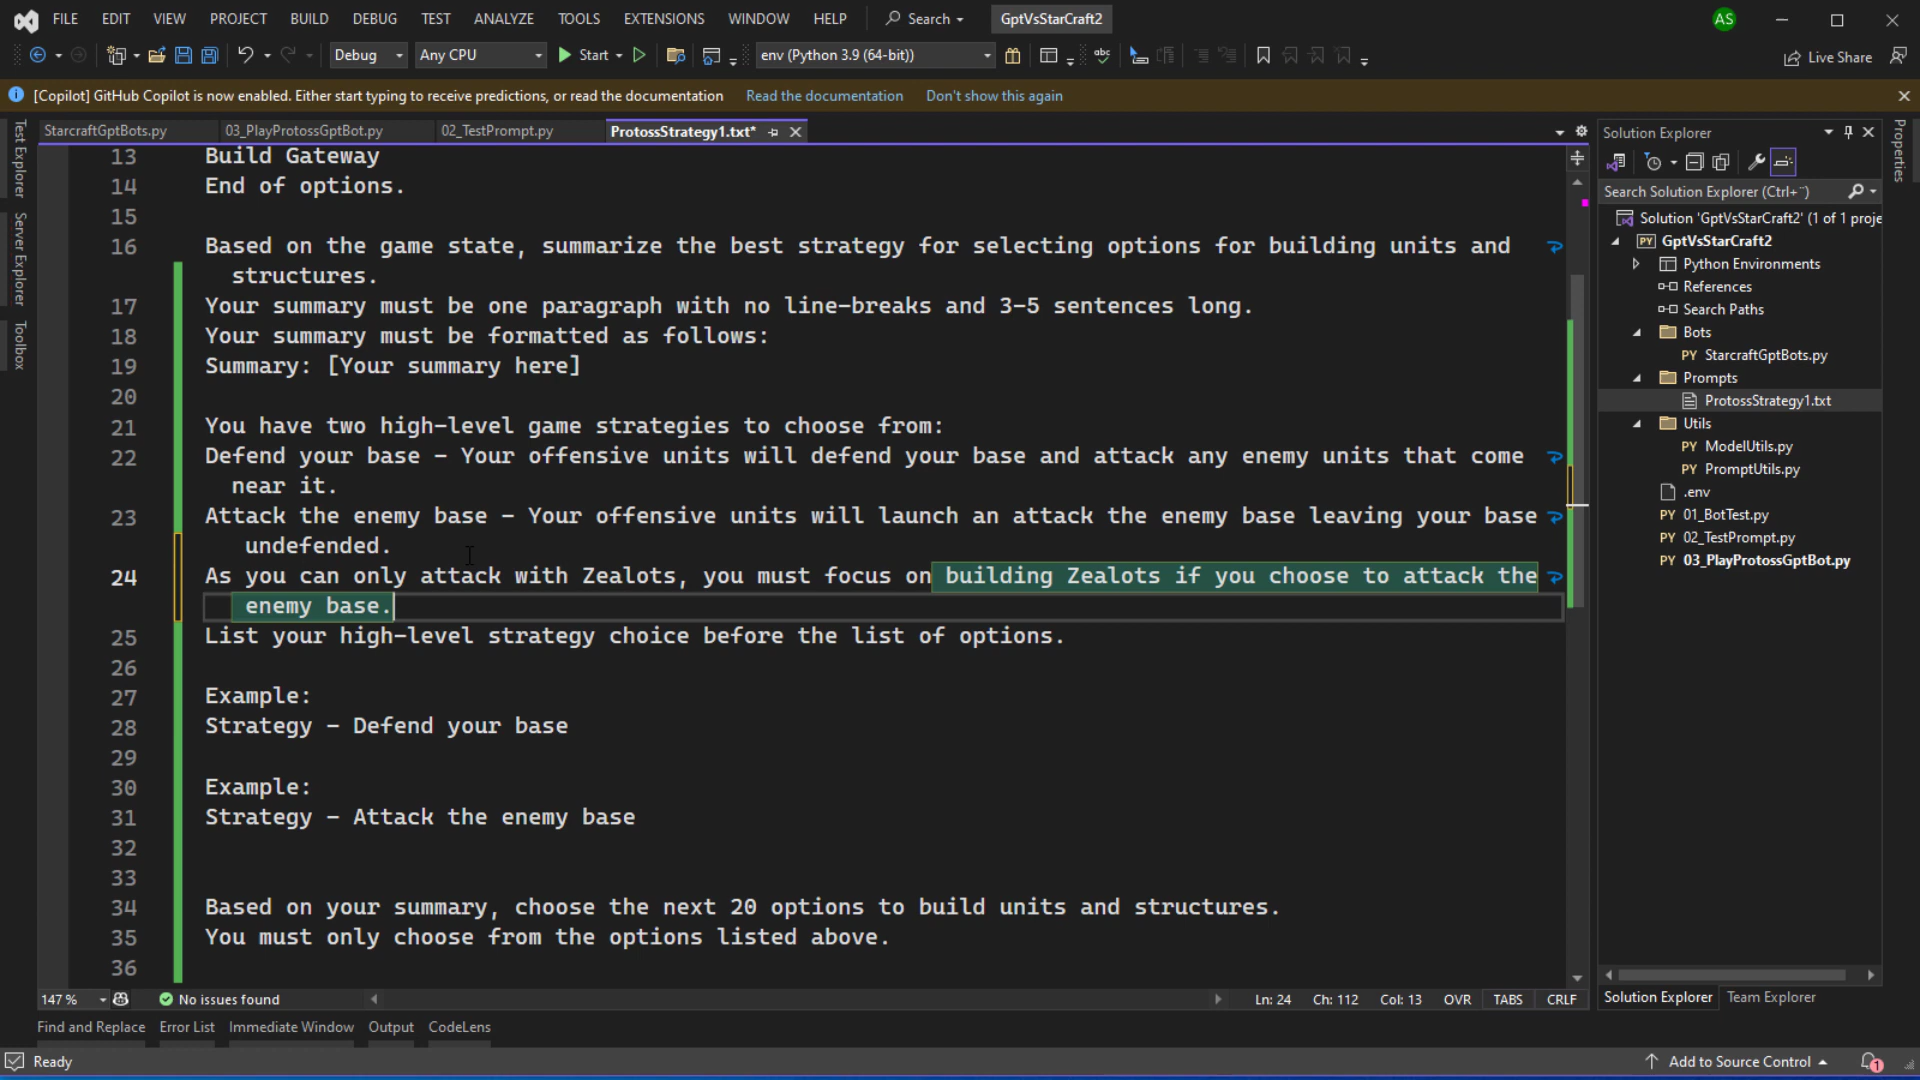 FILE EDIT VIEW PROJECT BUILD DEBUG TEST ANALYZE TOOLS EXTENSIONS WINDOW HELP Search GptVsStarCraft2 AS
Debug Any CPU Start env (Python 3.9 (64-bit)) abc Live Share
[Copilot] GitHub Copilot is now enabled. Either start typing to receive predictions, or read the documentation Read the documentation Don't show this again
StarcraftGptBots.py 03_PlayProtossGptBot.py 02_TestPrompt.py ProtossStrategy1.txt*
Test Explorer
Server Explorer
Toolbox
13 Build Gateway
14 End of options.
15
16 Based on the game state, summarize the best strategy for selecting options for building units and
structures.
17 Your summary must be one paragraph with no line-breaks and 3-5 sentences long.
18 Your summary must be formatted as follows:
19 Summary: [Your summary here]
20
21 You have two high-level game strategies to choose from:
22 Defend your base - Your offensive units will defend your base and attack any enemy units that come
near it.
23 Attack the enemy base - Your offensive units will launch an attack the enemy base leaving your base
undefended.
24 As you can only attack with Zealots, you must focus on building Zealots if you choose to attack the
enemy base.
25 List your high-level strategy choice before the list of options.
26
27 Example:
28 Strategy - Defend your base
29
30 Example:
31 Strategy - Attack the enemy base
32
33
34 Based on your summary, choose the next 20 options to build units and structures.
35 You must only choose from the options listed above.
36
147 % No issues found Ln: 24 Ch: 112 Col: 13 OVR TABS CRLF
Find and Replace Error List Immediate Window Output CodeLens
Ready Add to Source Control 1
Solution Explorer
Search Solution Explorer (Ctrl+¨)
Solution 'GptVsStarCraft2' (1 of 1 proje
PY GptVsStarCraft2
Python Environments
References
Search Paths
Bots
PY StarcraftGptBots.py
Prompts
ProtossStrategy1.txt
Utils
PY ModelUtils.py
PY PromptUtils.py
.env
PY 01_BotTest.py
PY 02_TestPrompt.py
PY 03_PlayProtossGptBot.py
Solution Explorer Team Explorer
Properties